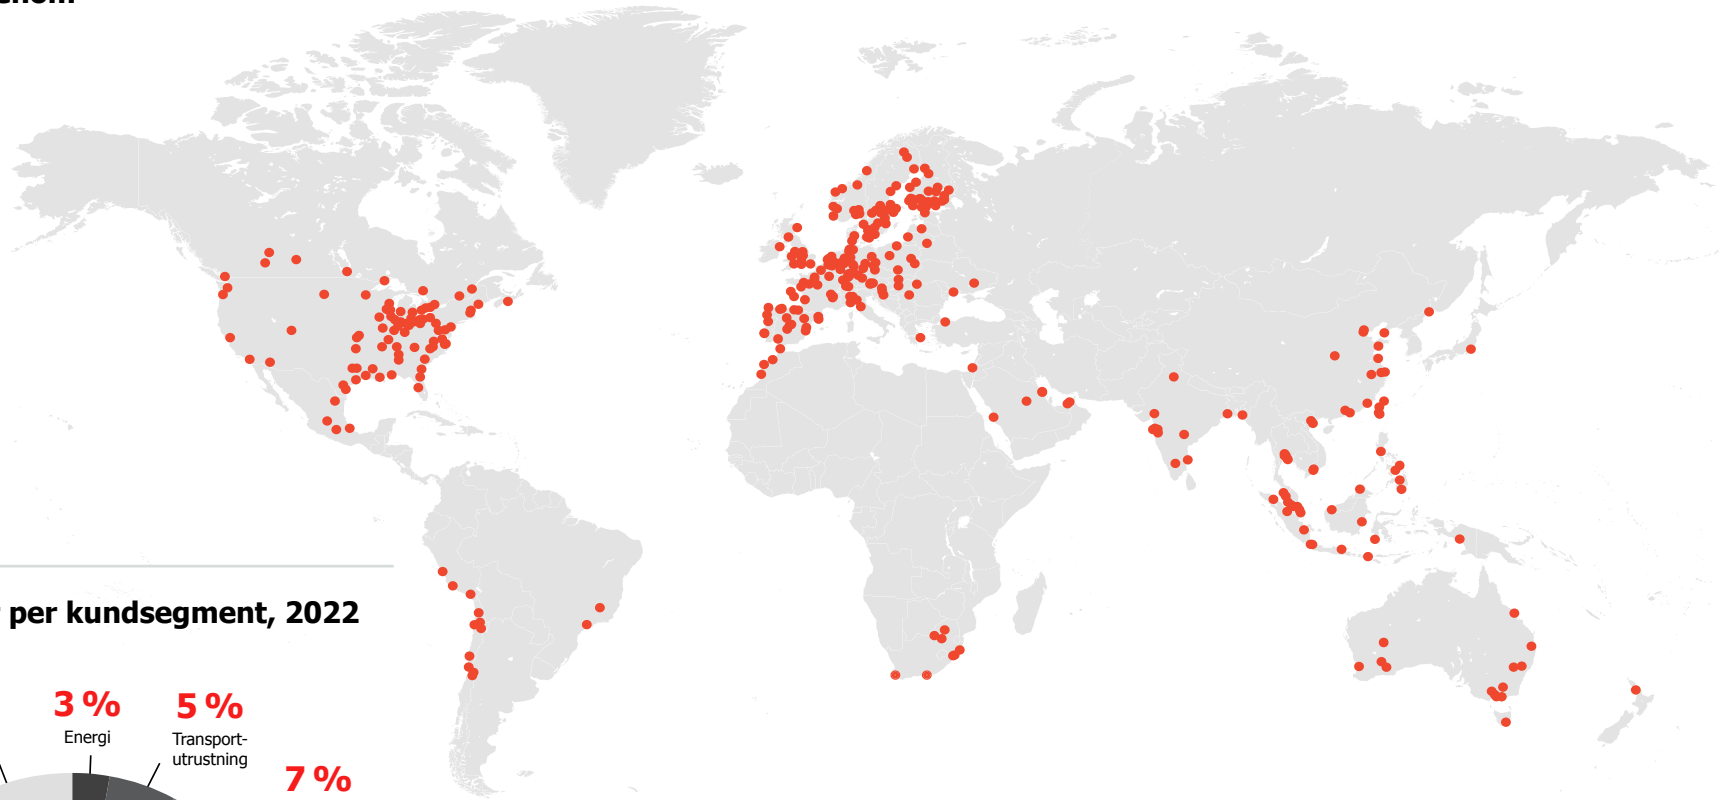 per kundsegment, 2022
3 %
Energi
5 %
Transport-
utrustning
7 %